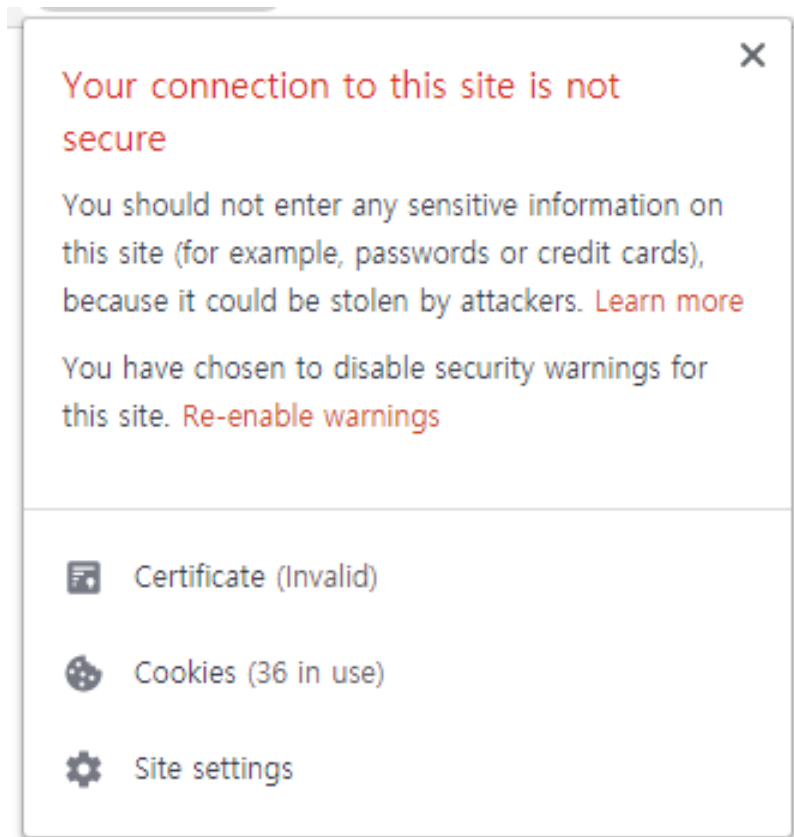 Your connection to this site is not
secure
You should not enter any sensitive information on
this site (for example, passwords or credit cards),
because it could be stolen by attackers. Learn more
You have chosen to disable security warnings for
this site. Re-enable warnings
Certificate (Invalid)
Cookies (36 in use)
Site settings